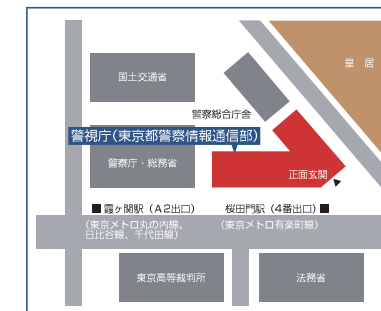 皇 居
国土交通省
警察総合庁舎
警視庁(東京都警察情報通信部)
警察庁・総務省
正面玄関
■霞ヶ関駅(A2出口)
(東京メトロ丸の内線、
日比谷線、千代田線)
桜田門駅(4番出口)■
(東京メトロ有楽町線)
東京高等裁判所
法務省